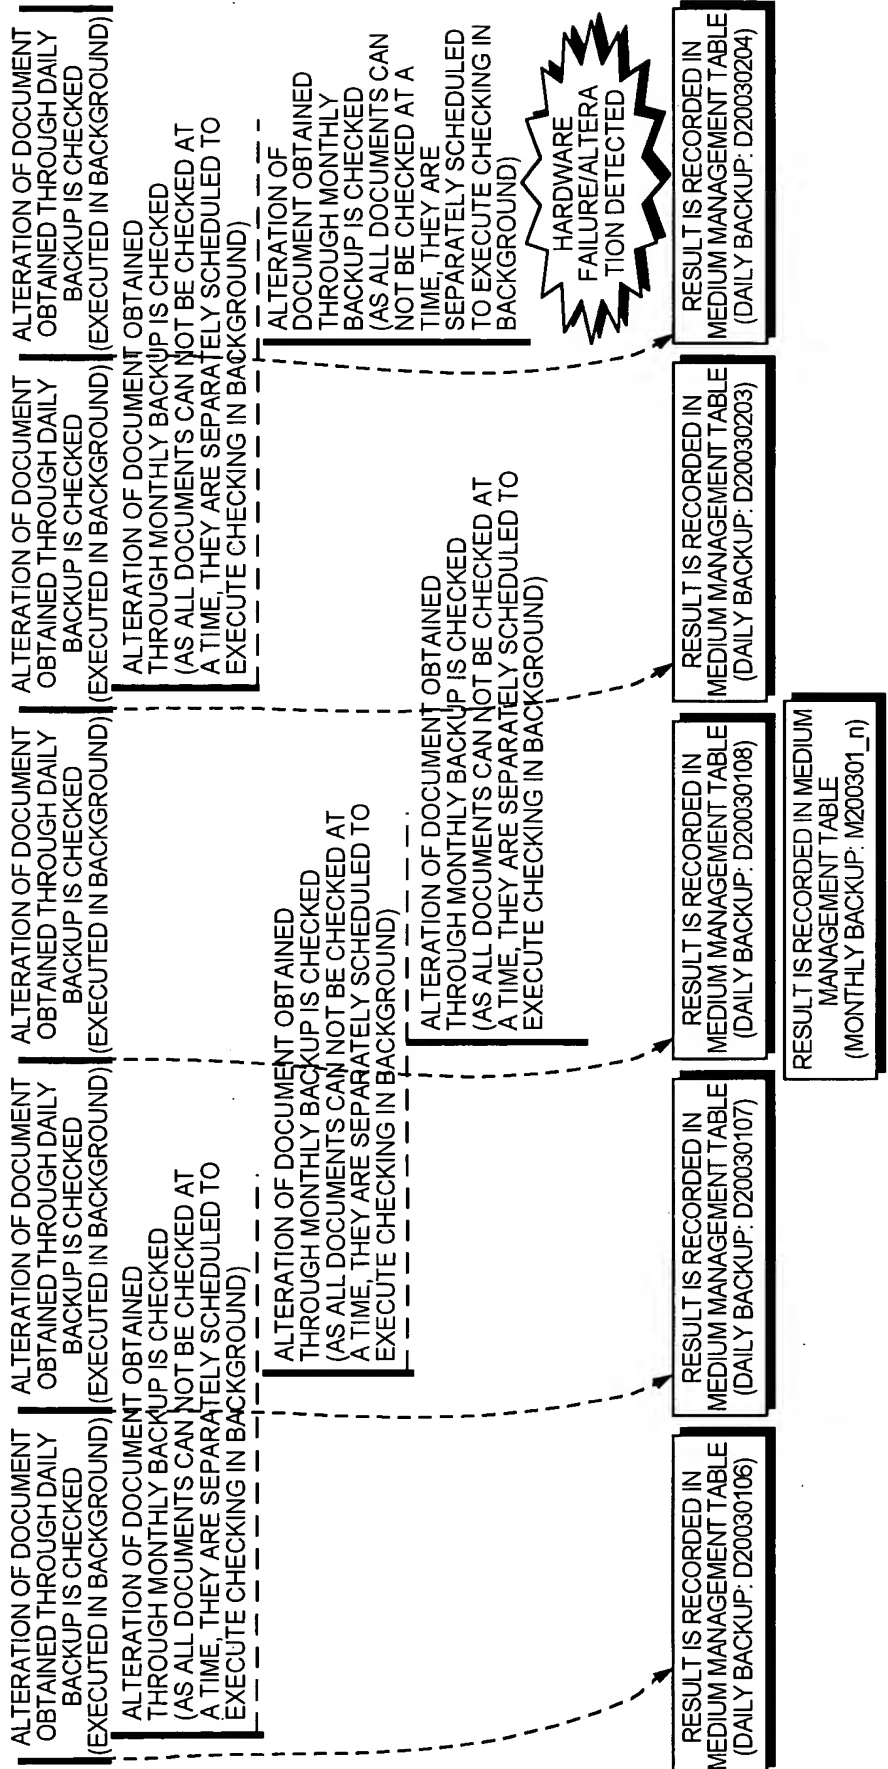 ALTERATION OF DOCUMENT
OBTAINED THROUGH DAILY
BACKUP IS CHECKED
(EXECUTED IN BACKGROUND)
ALTERATION OF DOCUMENT
OBTAINED THROUGH DAILY
BACKUP IS CHECKED
(EXECUTED IN BACKGROUND)
ALTERATION OF DOCUMENT
OBTAINED THROUGH DAILY
BACKUP IS CHECKED
(EXECUTED IN BACKGROUND)
ALTERATION OF DOCUMENT
OBTAINED THROUGH DAILY
BACKUP IS CHECKED
(EXECUTED IN BACKGROUND)
ALTERATION OF DOCUMENT
OBTAINED THROUGH DAILY
BACKUP IS CHECKED
(EXECUTED IN BACKGROUND)
ALTERATION OF DOCUMENT OBTAINED
THROUGH MONTHLY BACKUP IS CHECKED
(AS ALL DOCUMENTS CAN NOT BE CHECKED AT
A TIME, THEY ARE SEPARATELY SCHEDULED TO
EXECUTE CHECKING IN BACKGROUND)
ALTERATION OF DOCUMENT OBTAINED
THROUGH MONTHLY BACKUP IS CHECKED
(AS ALL DOCUMENTS CAN NOT BE CHECKED AT
A TIME, THEY ARE SEPARATELY SCHEDULED TO
EXECUTE CHECKING IN BACKGROUND)
ALTERATION OF DOCUMENT OBTAINED
THROUGH MONTHLY BACKUP IS CHECKED
(AS ALL DOCUMENTS CAN NOT BE CHECKED AT
A TIME, THEY ARE SEPARATELY SCHEDULED TO
EXECUTE CHECKING IN BACKGROUND)
ALTERATION OF
DOCUMENT OBTAINED
THROUGH MONTHLY
BACKUP IS CHECKED
(AS ALL DOCUMENTS CAN
NOT BE CHECKED AT A
TIME, THEY ARE
SEPARATELY SCHEDULED
TO EXECUTE CHECKING IN
BACKGROUND)
ALTERATION OF DOCUMENT OBTAINED
THROUGH MONTHLY BACKUP IS CHECKED
(AS ALL DOCUMENTS CAN NOT BE CHECKED AT
A TIME, THEY ARE SEPARATELY SCHEDULED TO
EXECUTE CHECKING IN BACKGROUND)
HARDWARE
FAILURE/ALTERA
TION DETECTED
RESULT IS RECORDED IN
MEDIUM MANAGEMENT TABLE
(DAILY BACKUP: D20030106)
RESULT IS RECORDED IN
MEDIUM MANAGEMENT TABLE
(DAILY BACKUP: D20030107)
RESULT IS RECORDED IN
MEDIUM MANAGEMENT TABLE
(DAILY BACKUP: D20030108)
RESULT IS RECORDED IN
MEDIUM MANAGEMENT TABLE
(DAILY BACKUP: D20030203)
RESULT IS RECORDED IN
MEDIUM MANAGEMENT TABLE
(DAILY BACKUP: D20030204)
RESULT IS RECORDED IN MEDIUM
MANAGEMENT TABLE
(MONTHLY BACKUP: M200301_n)